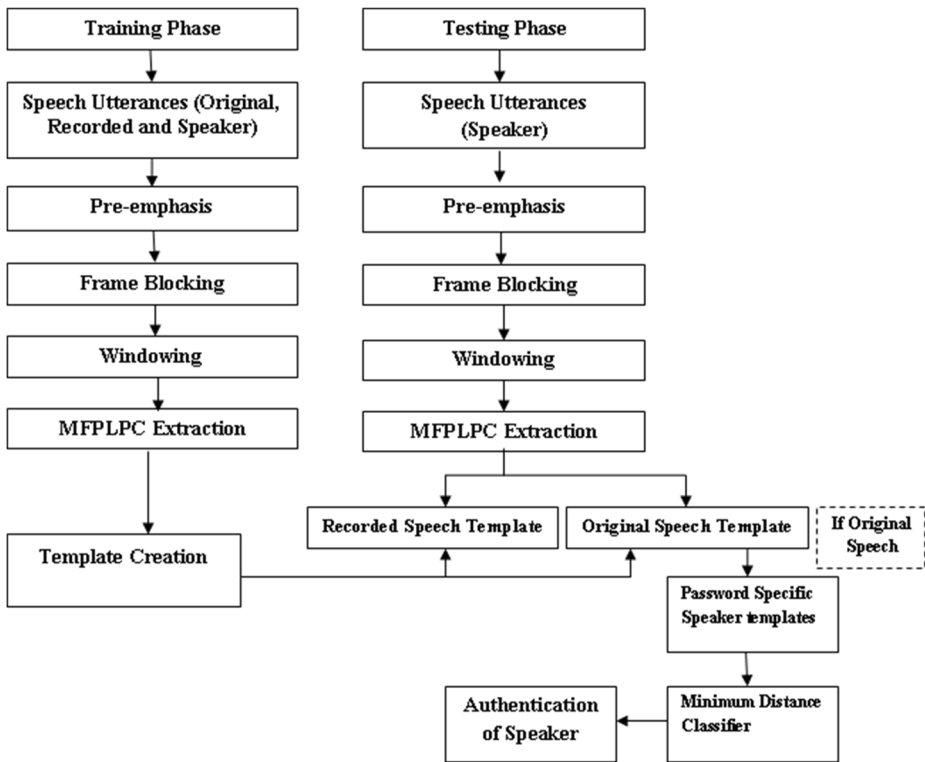 Training Phase
Speech Utterances (Original,
Recorded and Speaker)
Pre-emphasis
Frame Blocking
Windowing
MFPLPC Extraction
Template Creation
Testing Phase
Speech Utterances
(Speaker)
Pre-emphasis
Frame Blocking
Windowing
MFPLPC Extraction
Recorded Speech Template
Original Speech Template
If Original
Speech
Password Specific
Speaker templates
Minimum Distance
Classifier
Authentication
of Speaker